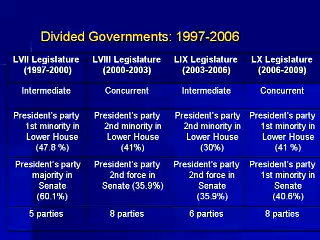 Divided Governments: 1997-2006
LVII Legislature LVIII Legislature LIX Legislature LX Legislature
(1997-2000) (2000-2003) (2003-2006) (2006-2009)
Intermediate Concurrent Intermediate Concurrent
President's party President's party President's party President's party
1st minority in 2nd minority in 2nd minority in 1st minority in
Lower House Lower House Lower House Lower House
(47.8 %) (41%) (30%) (41 %)
President's party President's party President's party President's party
majority in 2nd force in 2nd force in 1st minority in
Senate Senate (35.9%) Senate Senate
(60.1%) (35.9%) (40.6%)
5 parties 8 parties 6 parties 8 parties